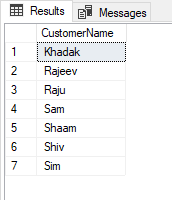 Results Messages
CustomerName
1 Khadak
2 Rajeev
3 Raju
4 Sam
5 Shaam
6 Shiv
7 Sim